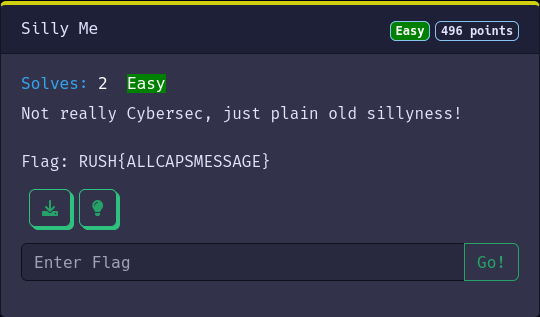 Silly Me
Easy 496 points
Solves: 2 Easy
Not really Cybersec, just plain old sillyness!
Flag: RUSH{ALLCAPSMESSAGE}
Enter Flag Go!